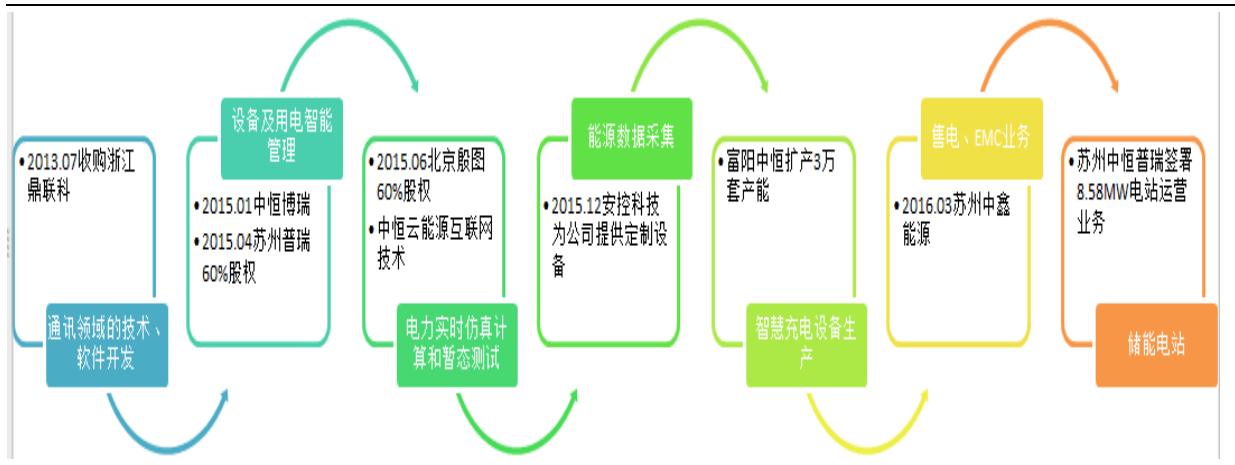 •2013.07收购浙江
鼎联科
通讯领域的技术、
软件开发
设备及用电智能
管理
•2015.01中恒博瑞
•2015.04苏州普瑞
60%股权
•2015.06北京殷图
60%股权
•中恒云能源互联网
技术
电力实时仿真计
算和暂态测试
能源数据采集
•2015.12安控科技
为公司提供定制设
备
•富阳中恒扩产3万
套产能
智慧充电设备生
产
售电、EMC业务
•2016.03苏州中鑫
能源
•苏州中恒普瑞签署
8.58MW电站运营
业务
储能电站